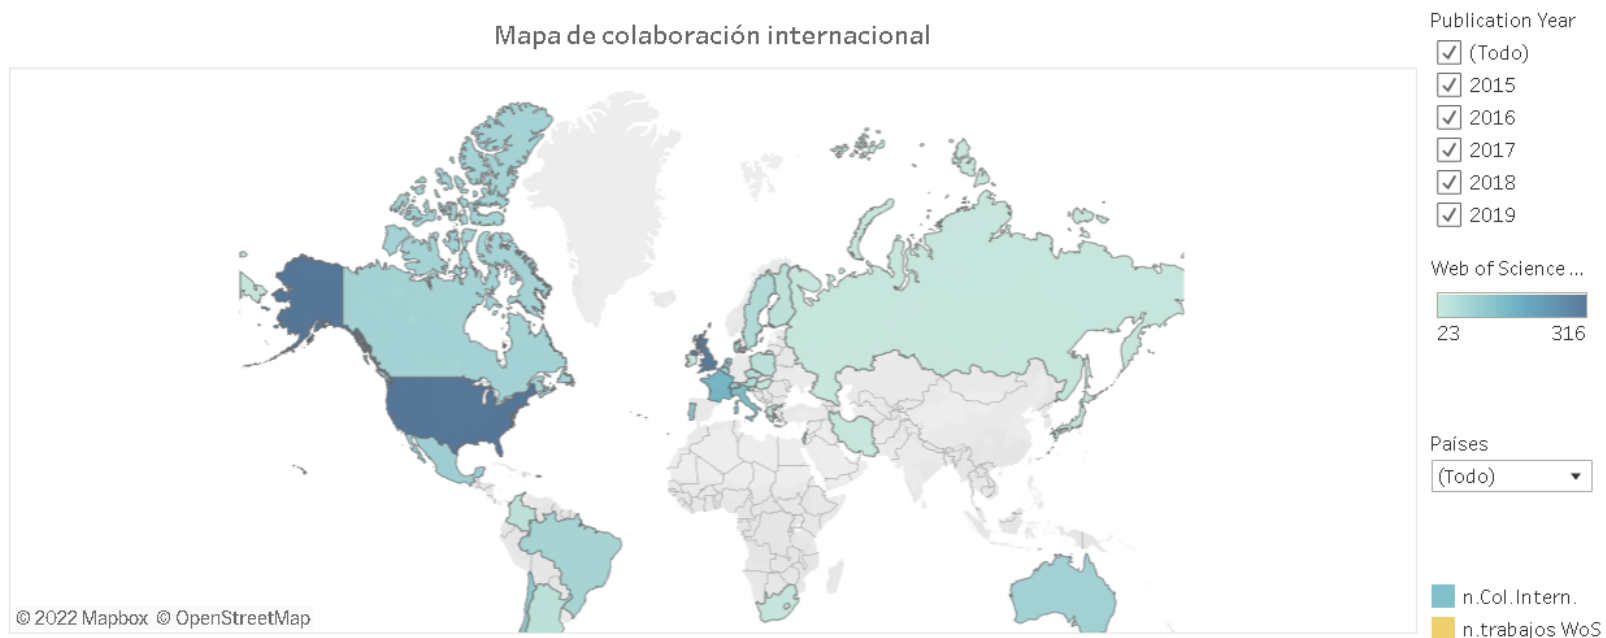 Mapa de colaboración internacional
© 2022 Mapbox © OpenStreetMap
Publication Year
(Todo)
2015
2016
2017
2018
2019
Web of Science ...
23 316
Países
(Todo)
n.Col.Intern.
n.trabajos WoS